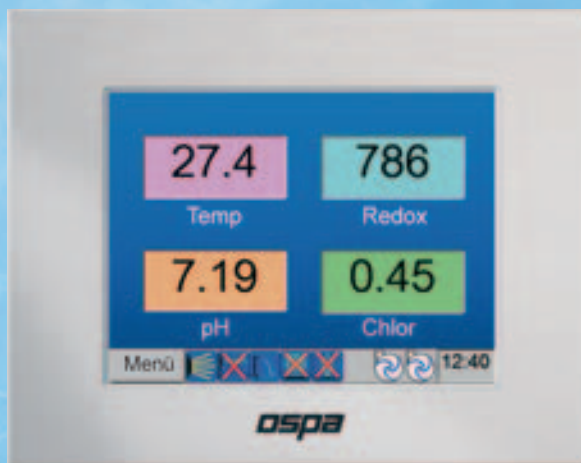 27.4 786
Temp Redox
7.19 0.45
pH Chlor
Menü 12:40
ospa